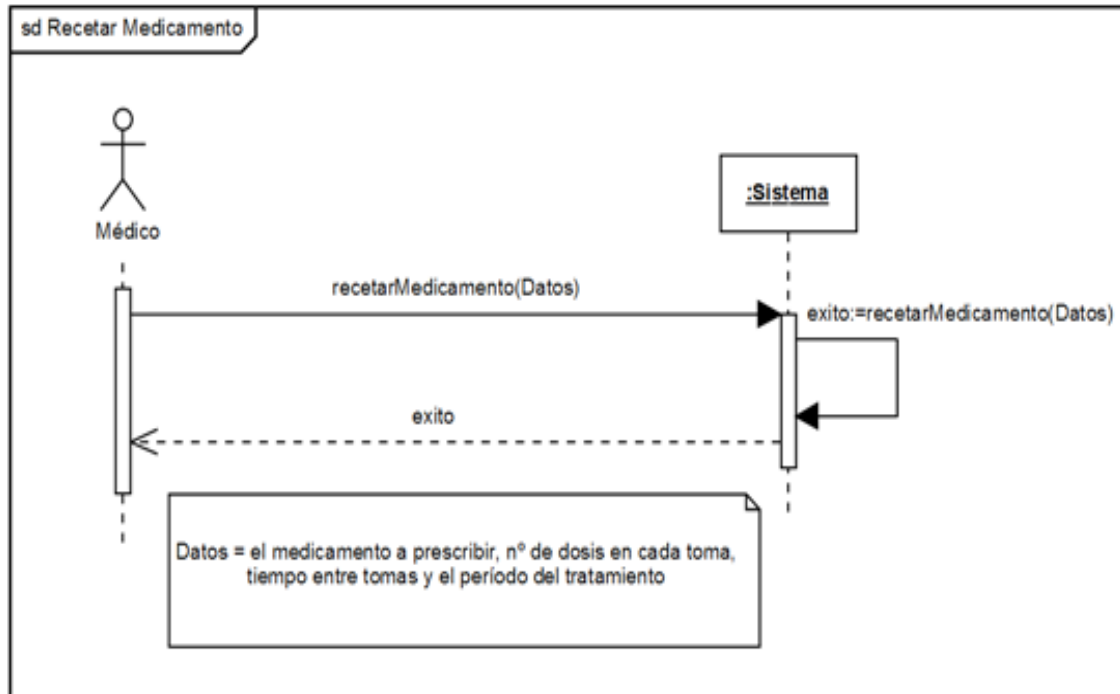 sd Recetar Medicamento
Médico
:Sistema
recetarMedicamento(Datos)
exito:=recetarMedicamento(Datos)
exito
Datos = el medicamento a prescribir, nº de dosis en cada toma,
tiempo entre tomas y el período del tratamiento